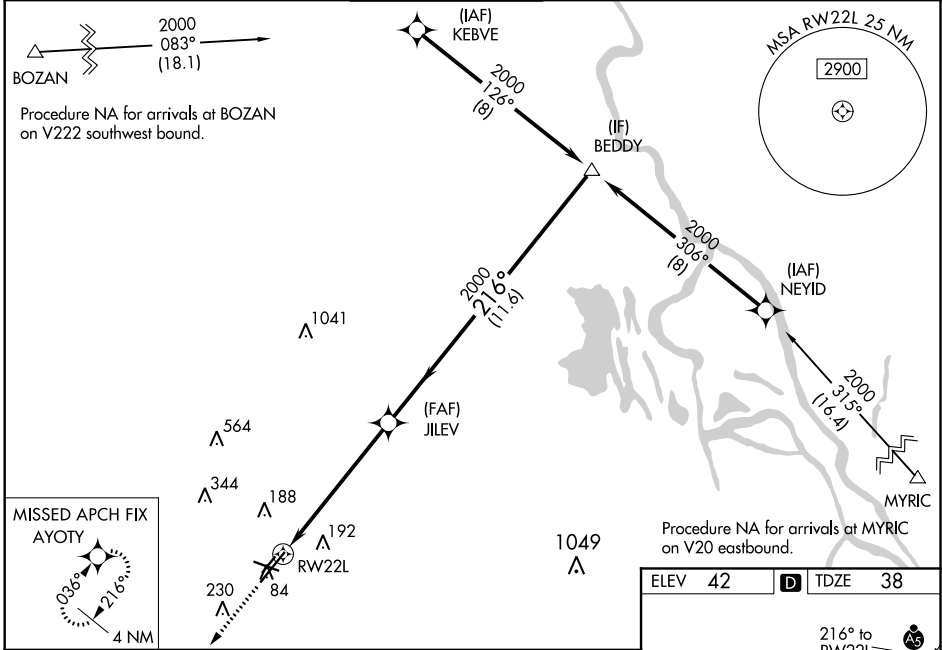 2000
083°
(18.1)
BOZAN
Procedure NA for arrivals at BOZAN
on V222 southwest bound.
(IAF)
KEBVE
2000
126°
(8)
(IF)
BEDDY
MSA RW22L 25 NM
2900
2000
306°
(8)
(IAF)
NEYID
2000
216°
(11.6)
1041
(FAF)
JILEV
2000
315°
(16.4)
MYRIC
Procedure NA for arrivals at MYRIC
on V20 eastbound.
564
344
188
192
1049
RW22L
84
230
MISSED APCH FIX
AYOTY
036°
216°
4 NM
ELEV 42
D
TDZE 38
216° to
RW22L
A5